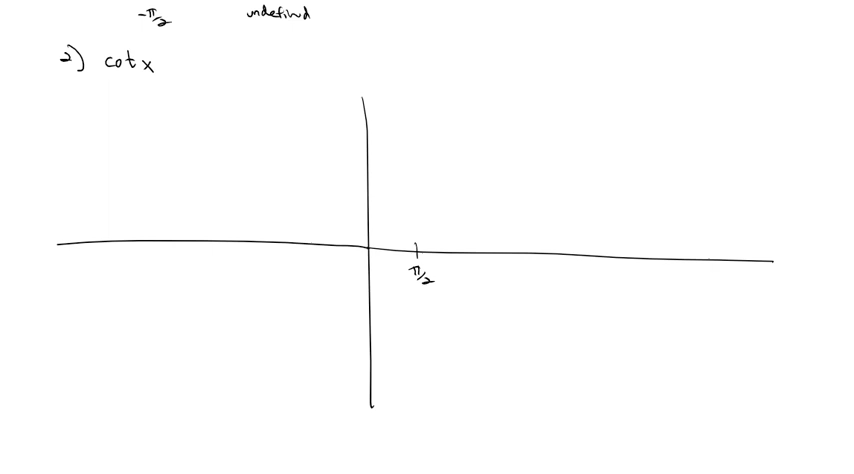 -π/2 undefind
2) cot x
π/2